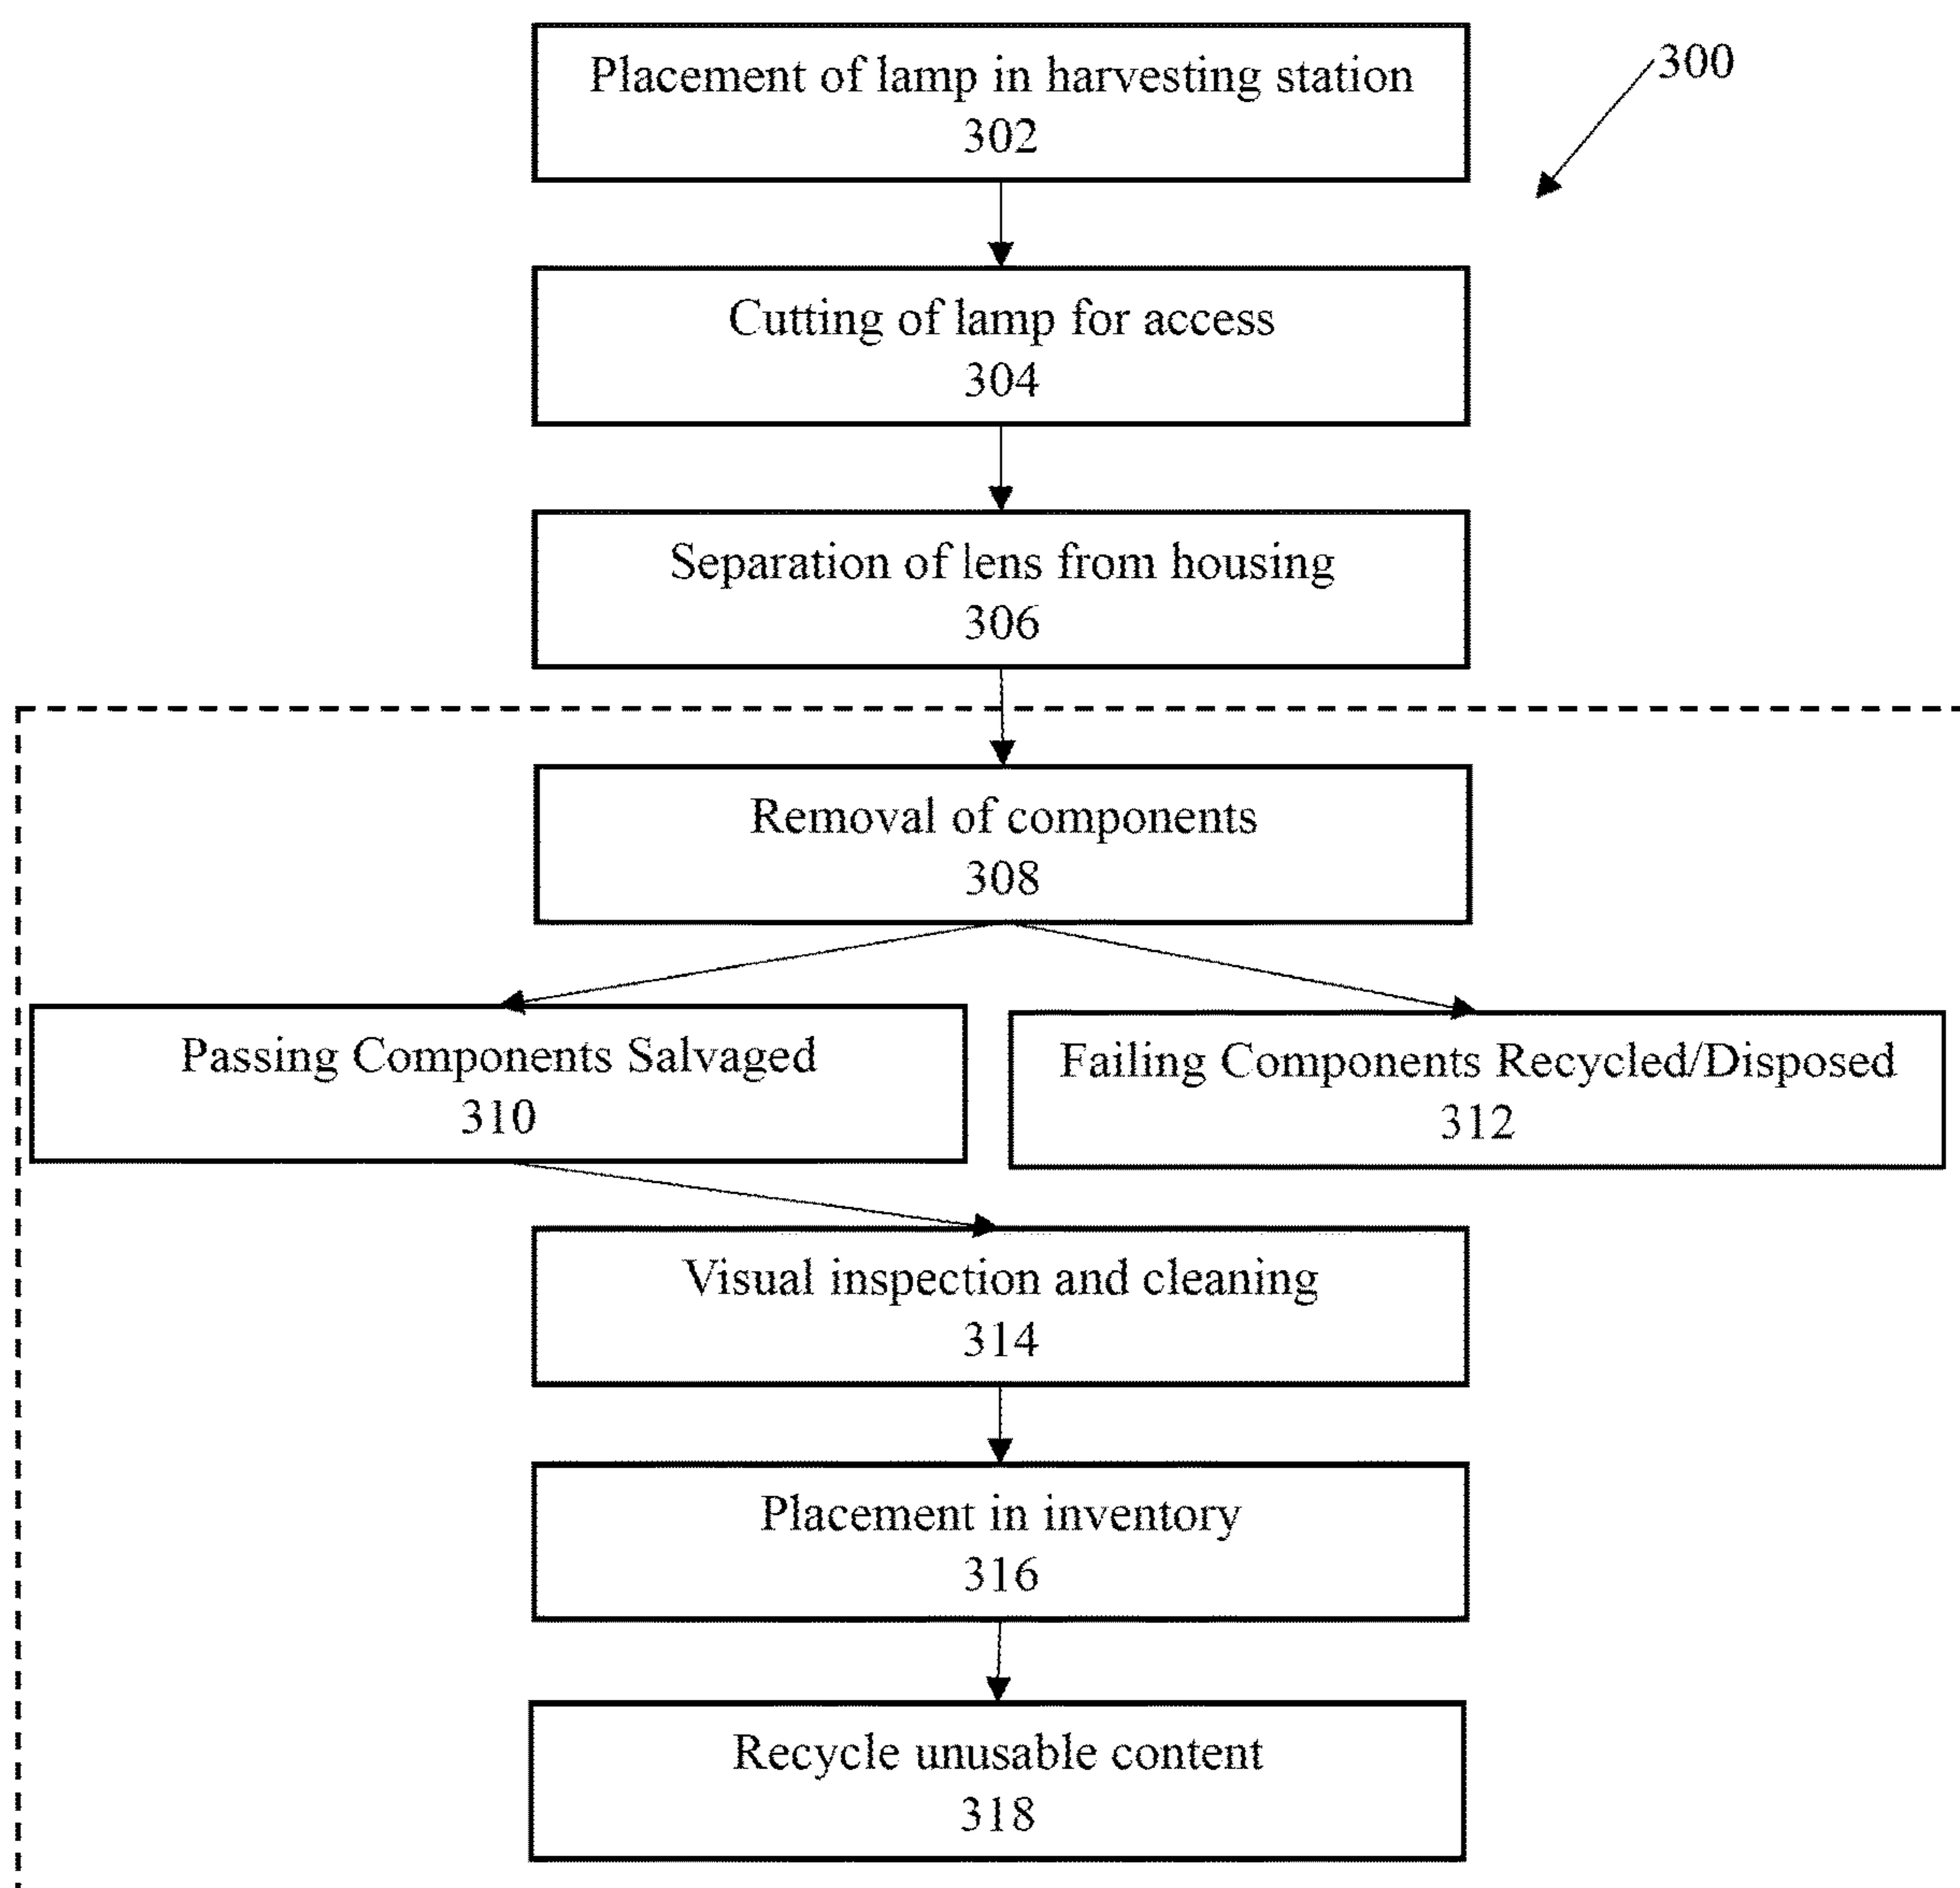 300
Placement of lamp in harvesting station
302
Cutting of lamp for access
304
Separation of lens from housing
306
Removal of components
308
Passing Components Salvaged
310
Failing Components Recycled/Disposed
312
Visual inspection and cleaning
314
Placement in inventory
316
Recycle unusable content
318